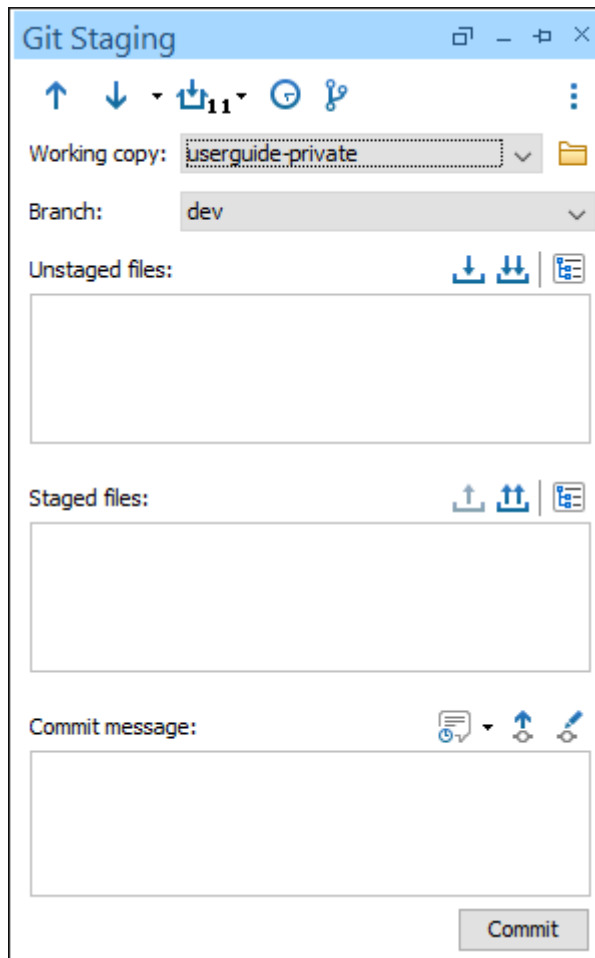 Git Staging
11
Working copy: userguide-private
Branch: dev
Unstaged files:
Staged files:
Commit message:
Commit